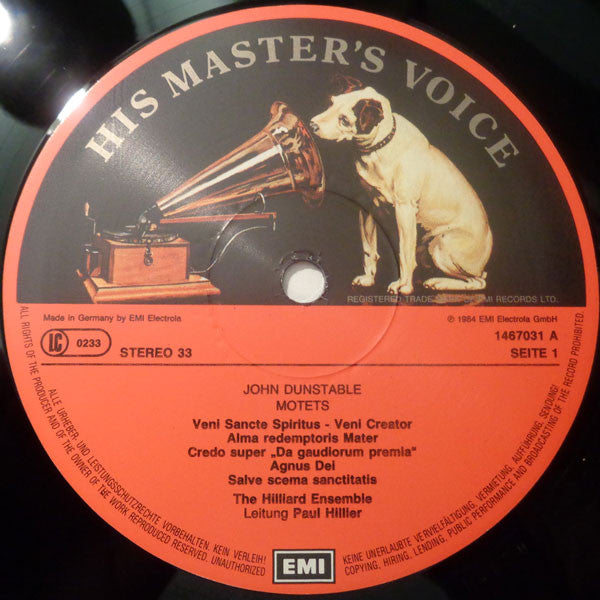 HIS MASTER'S VOICE
REGISTERED TRADE MARK OF EMI RECORDS LTD.
Made in Germany by EMI Electrola
℗ 1984 EMI Electrola GmbH
LC 0233
STEREO 33
1467031 A
SEITE 1
JOHN DUNSTABLE
MOTETS
Veni Sancte Spiritus - Veni Creator
Alma redemptoris Mater
Credo super „Da gaudiorum premia"
Agnus Dei
Salve scema sanctitatis
The Hilliard Ensemble
Leitung Paul Hillier
EMI
ALLE URHEBER- UND LEISTUNGSSCHUTZRECHTE VORBEHALTEN. KEIN VERLEIH! KEINE UNERLAUBTE VERVIELFÄLTIGUNG, VERMIETUNG, AUFFÜHRUNG, SENDUNG!
ALL RIGHTS OF THE PRODUCER AND OF THE OWNER OF THE WORK REPRODUCED RESERVED. UNAUTHORIZED COPYING, HIRING, LENDING, PUBLIC PERFORMANCE AND BROADCASTING OF THE RECORD PROHIBITED.